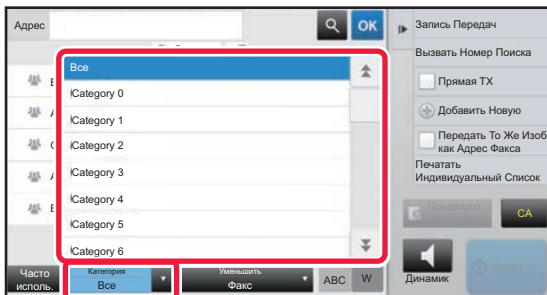 Адрес
OK
Все
Category 0
Category 1
Category 2
Category 3
Category 4
Category 5
Category 6
Часто
исполь.
Категория
Все
Уменьшить
Факс
ABC
W
Запись Передач
Вызвать Номер Поиска
Прямая TX
Добавить Новую
Передать То Же Изоб
как Адрес Факса
Печатать
Индивидуальный Список
CA
Динамик
Старт